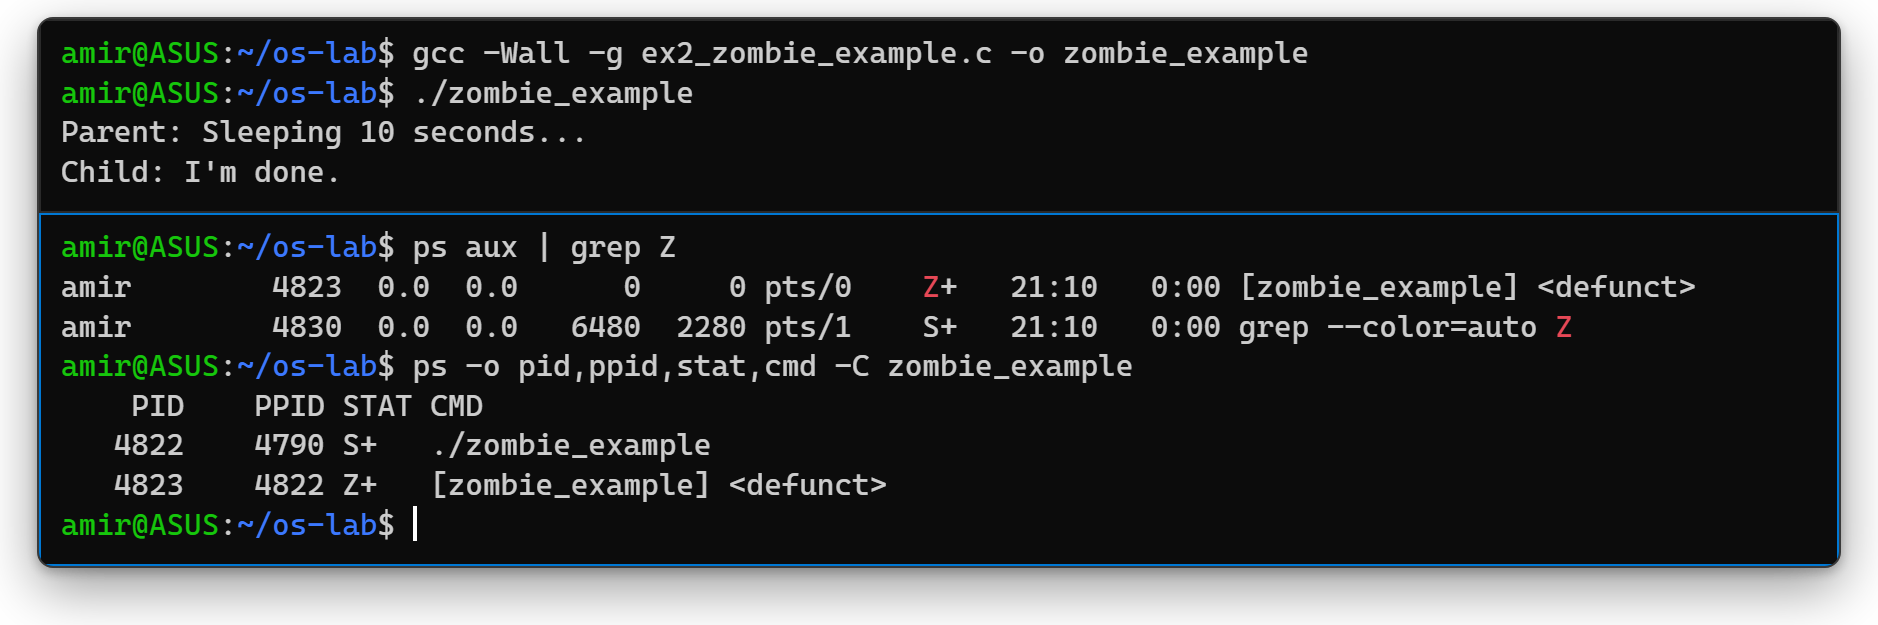 amir@ASUS:~/os-lab$ gcc -Wall -g ex2_zombie_example.c -o zombie_example
amir@ASUS:~/os-lab$ ./zombie_example
Parent: Sleeping 10 seconds...
Child: I'm done.
amir@ASUS:~/os-lab$ ps aux | grep Z
amir        4823  0.0  0.0      0     0 pts/0    Z+   21:10   0:00 [zombie_example] <defunct>
amir        4830  0.0  0.0   6480  2280 pts/1    S+   21:10   0:00 grep --color=auto Z
amir@ASUS:~/os-lab$ ps -o pid,ppid,stat,cmd -C zombie_example
    PID    PPID STAT CMD
   4822    4790 S+   ./zombie_example
   4823    4822 Z+   [zombie_example] <defunct>
amir@ASUS:~/os-lab$